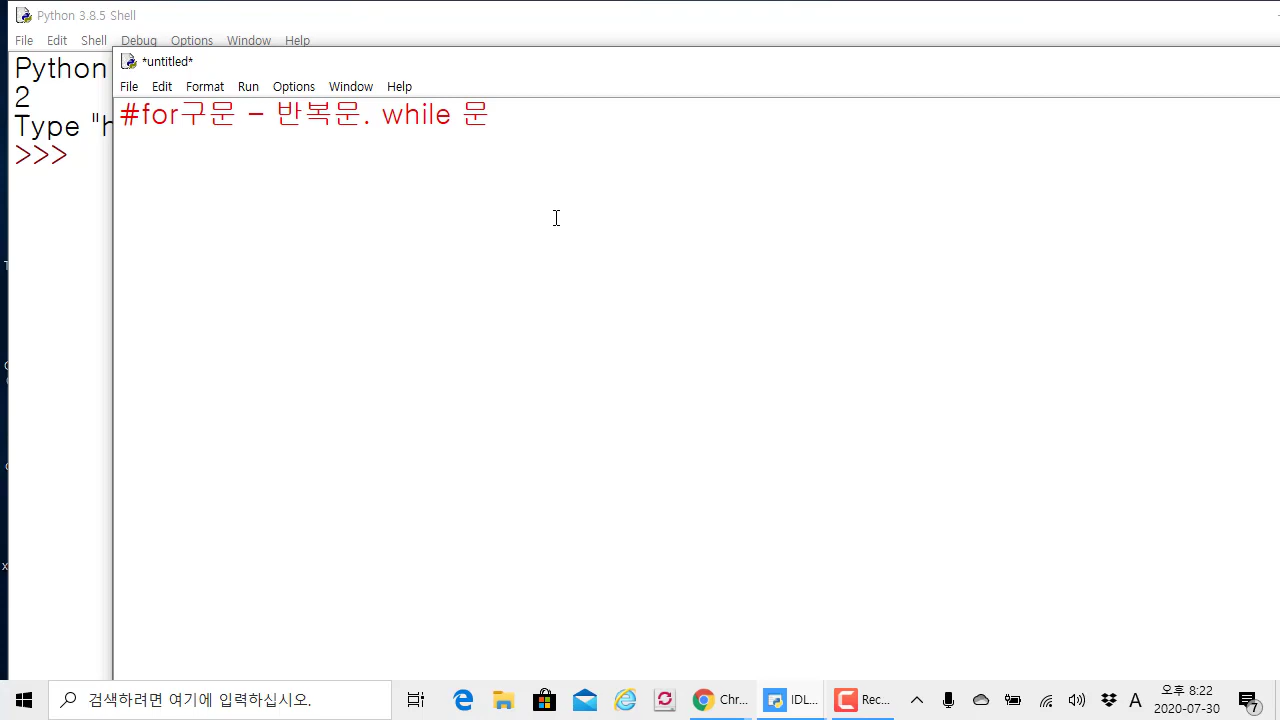 Python 3.8.5 Shell
File Edit Shell Debug Options Window Help
Python
2
Type "h
>>>
*untitled*
File Edit Format Run Options Window Help
#for구문 - 반복문. while 문
검색하려면 여기에 입력하십시오.
Chr...
IDL...
Rec...
A
오후 8:22
2020-07-30
7